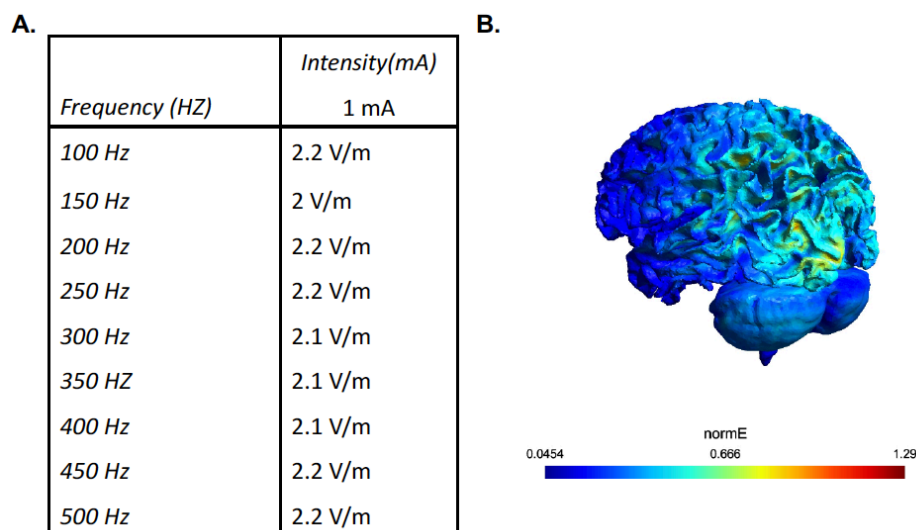 A.
Intensity(mA)
Frequency (HZ) 1 mA
100 Hz 2.2 V/m
150 Hz 2 V/m
200 Hz 2.2 V/m
250 Hz 2.2 V/m
300 Hz 2.1 V/m
350 HZ 2.1 V/m
400 Hz 2.1 V/m
450 Hz 2.2 V/m
500 Hz 2.2 V/m
B.
normE
0.0454 0.666 1.29